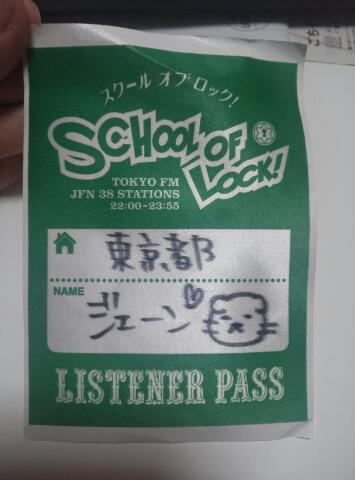 スクール オブ ロック!
SCHOOL OF LOCK!
TOKYO FM
JFN 38 STATIONS
22:00-23:55
東京都
NAME
ジェーン
LISTENER PASS